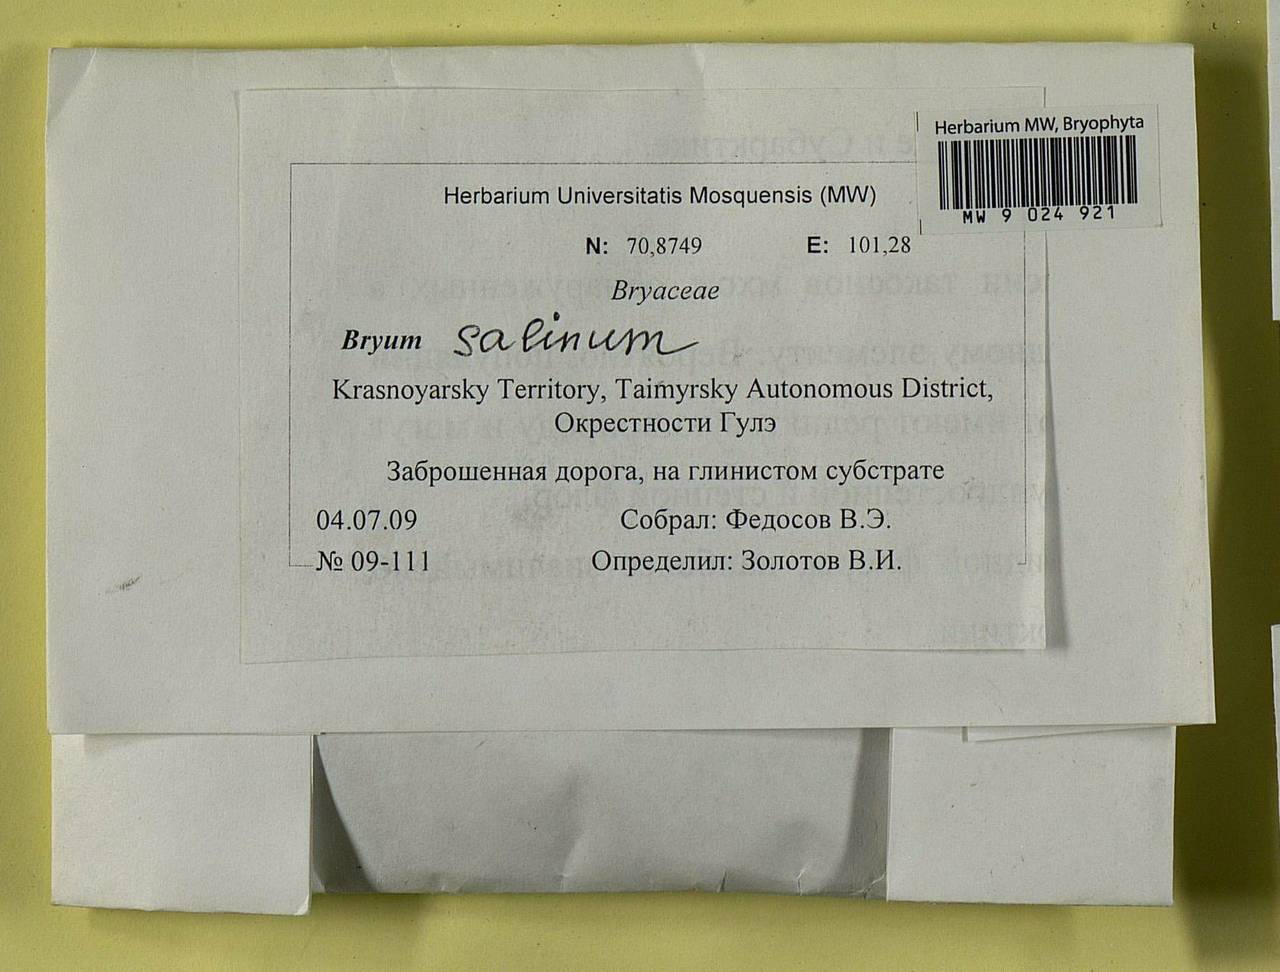 Herbarium MW, Bryophyta
MW 9 024 921
Herbarium Universitatis Mosquensis (MW)
N: 70,8749 E: 101,28
Bryaceae
Bryum salinum
Krasnoyarsky Territory, Taimyrsky Autonomous District,
Окрестности Гулэ
Заброшенная дорога, на глинистом субстрате
04.07.09 Собрал: Федосов В.Э.
№ 09-111 Определил: Золотов В.И.